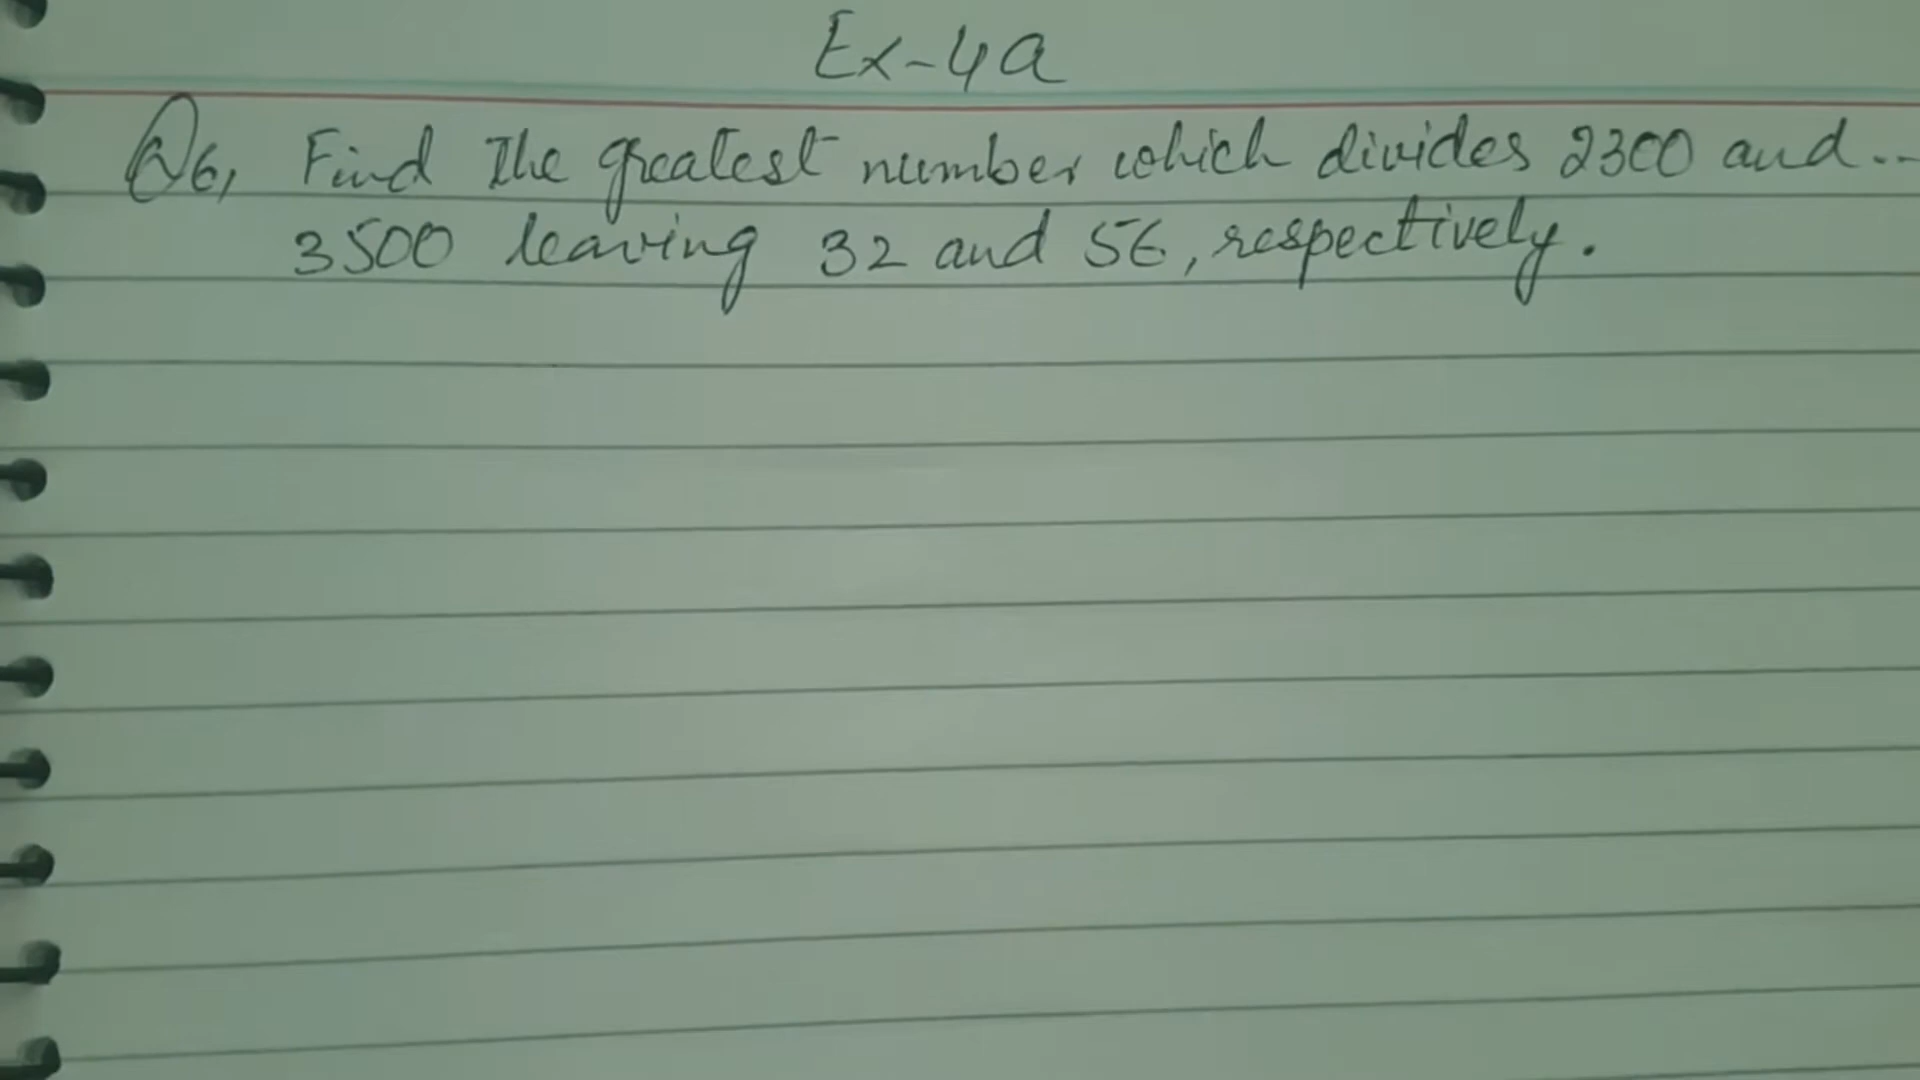 Ex-4a
Q6, Find the greatest number which divides 2300 and..
3500 leaving 32 and 56, respectively.